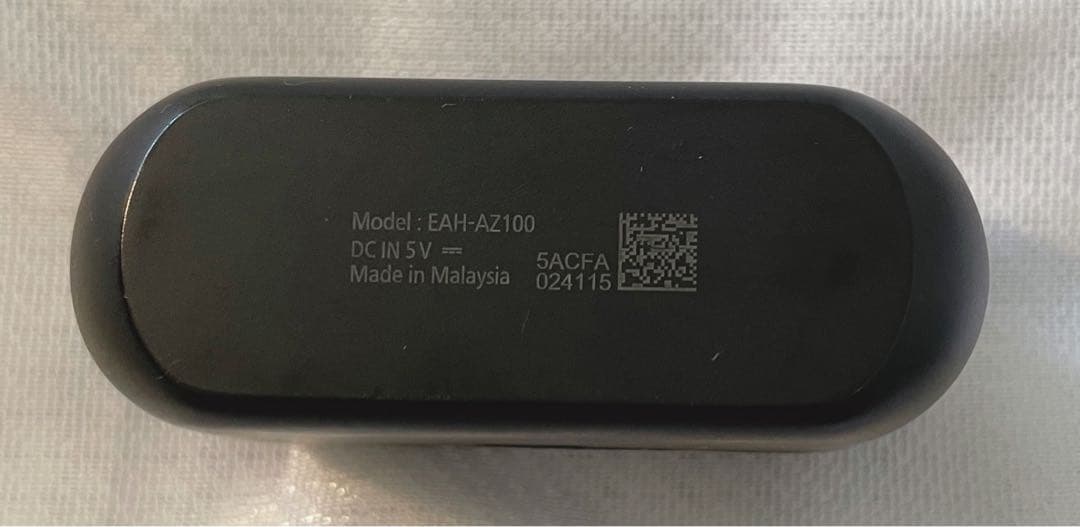 Model : EAH-AZ100
DC IN 5 V ⎓
Made in Malaysia
5ACFA
024115